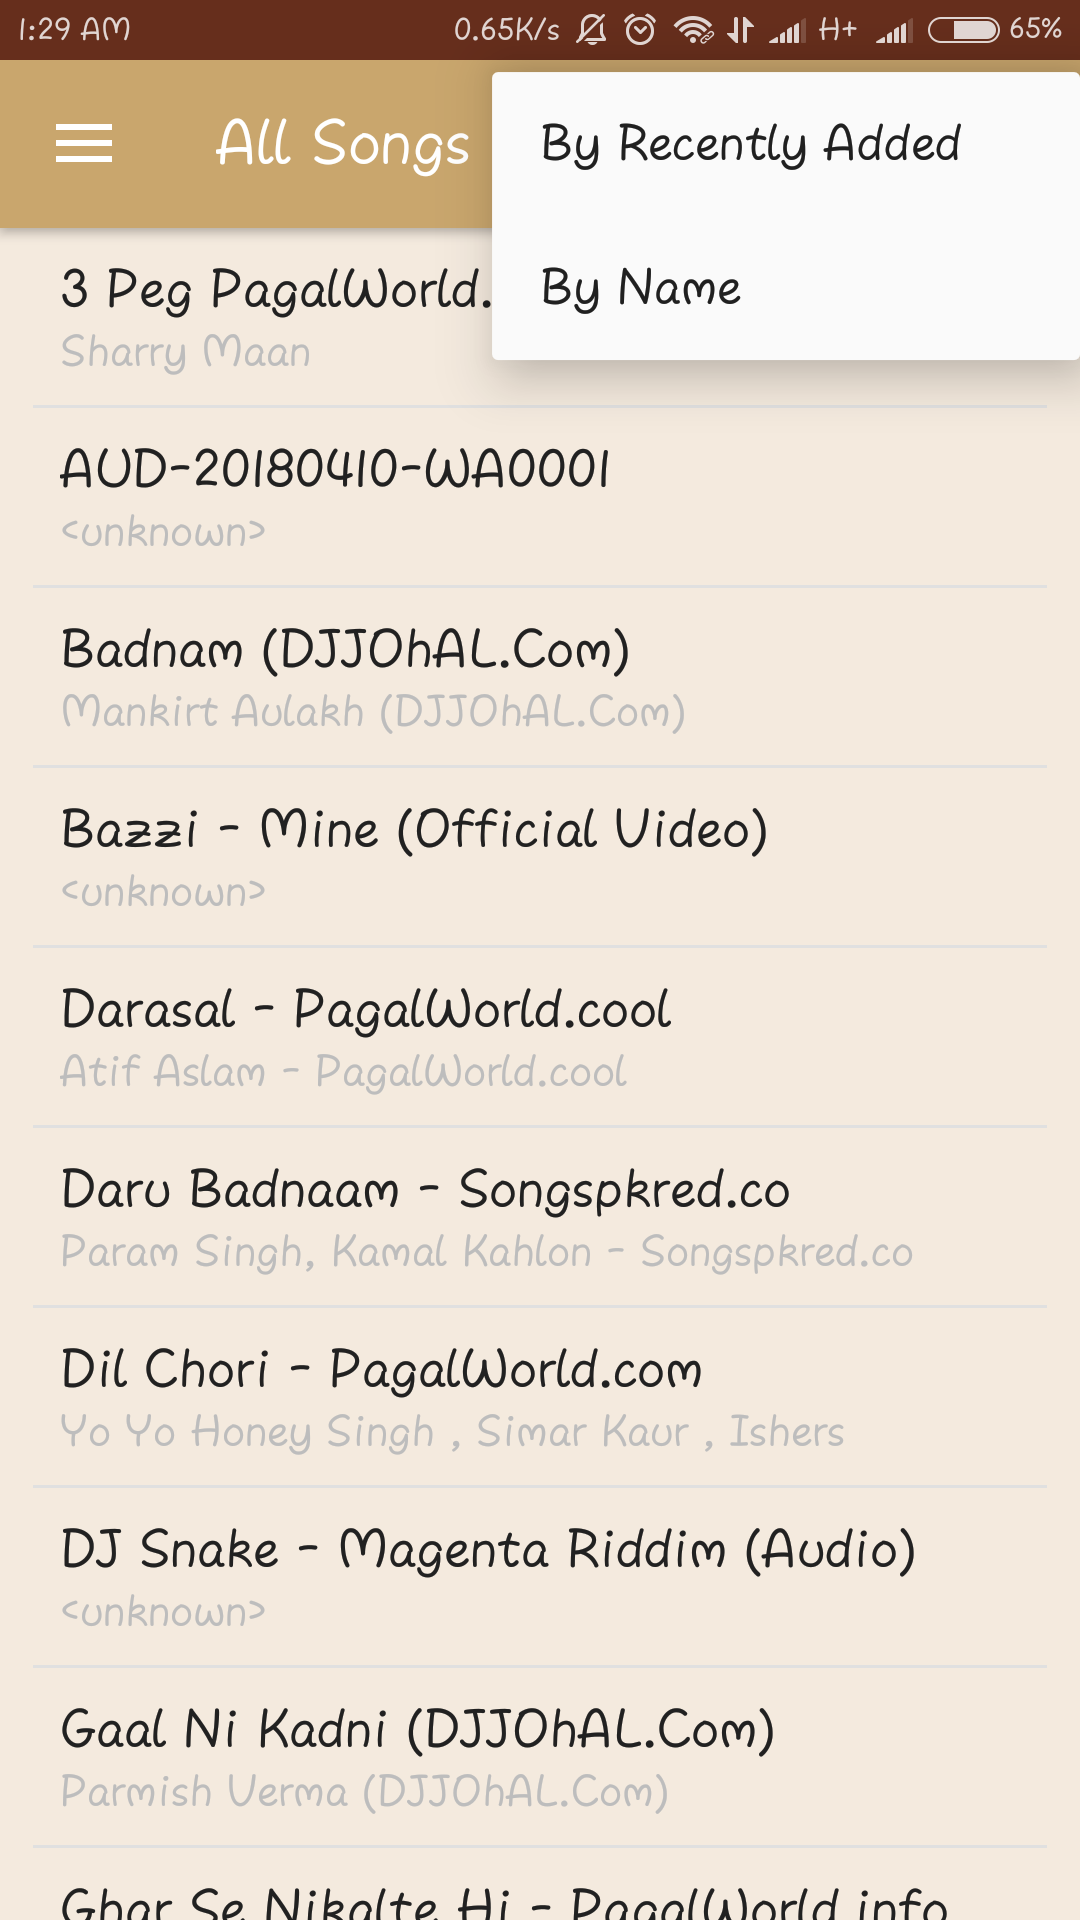 1:29 AM
0.65K/s
H+
65%
All Songs
By Recently Added
By Name
3 Peg PagalWorld.
Sharry Maan
AUD-20180410-WA0001
<unknown>
Badnam (DJJOhAL.Com)
Mankirt Aulakh (DJJOhAL.Com)
Bazzi - Mine (Official Video)
<unknown>
Darasal - PagalWorld.cool
Atif Aslam - PagalWorld.cool
Daru Badnaam - Songspkred.co
Param Singh, Kamal Kahlon - Songspkred.co
Dil Chori - PagalWorld.com
Yo Yo Honey Singh , Simar Kaur , Ishers
DJ Snake - Magenta Riddim (Audio)
<unknown>
Gaal Ni Kadni (DJJOhAL.Com)
Parmish Verma (DJJOhAL.Com)
Ghar Se Nikalte Hi - PagalWorld.info